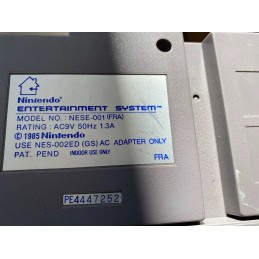 Nintendo
ENTERTAINMENT SYSTEM™
MODEL NO.: NESE-001(FRA)
RATING: AC9V 50Hz 1.3A
© 1985 Nintendo
USE NES-002ED (GS) AC ADAPTER ONLY
PAT. PEND INDOOR USE ONLY
FRA
PE4447252